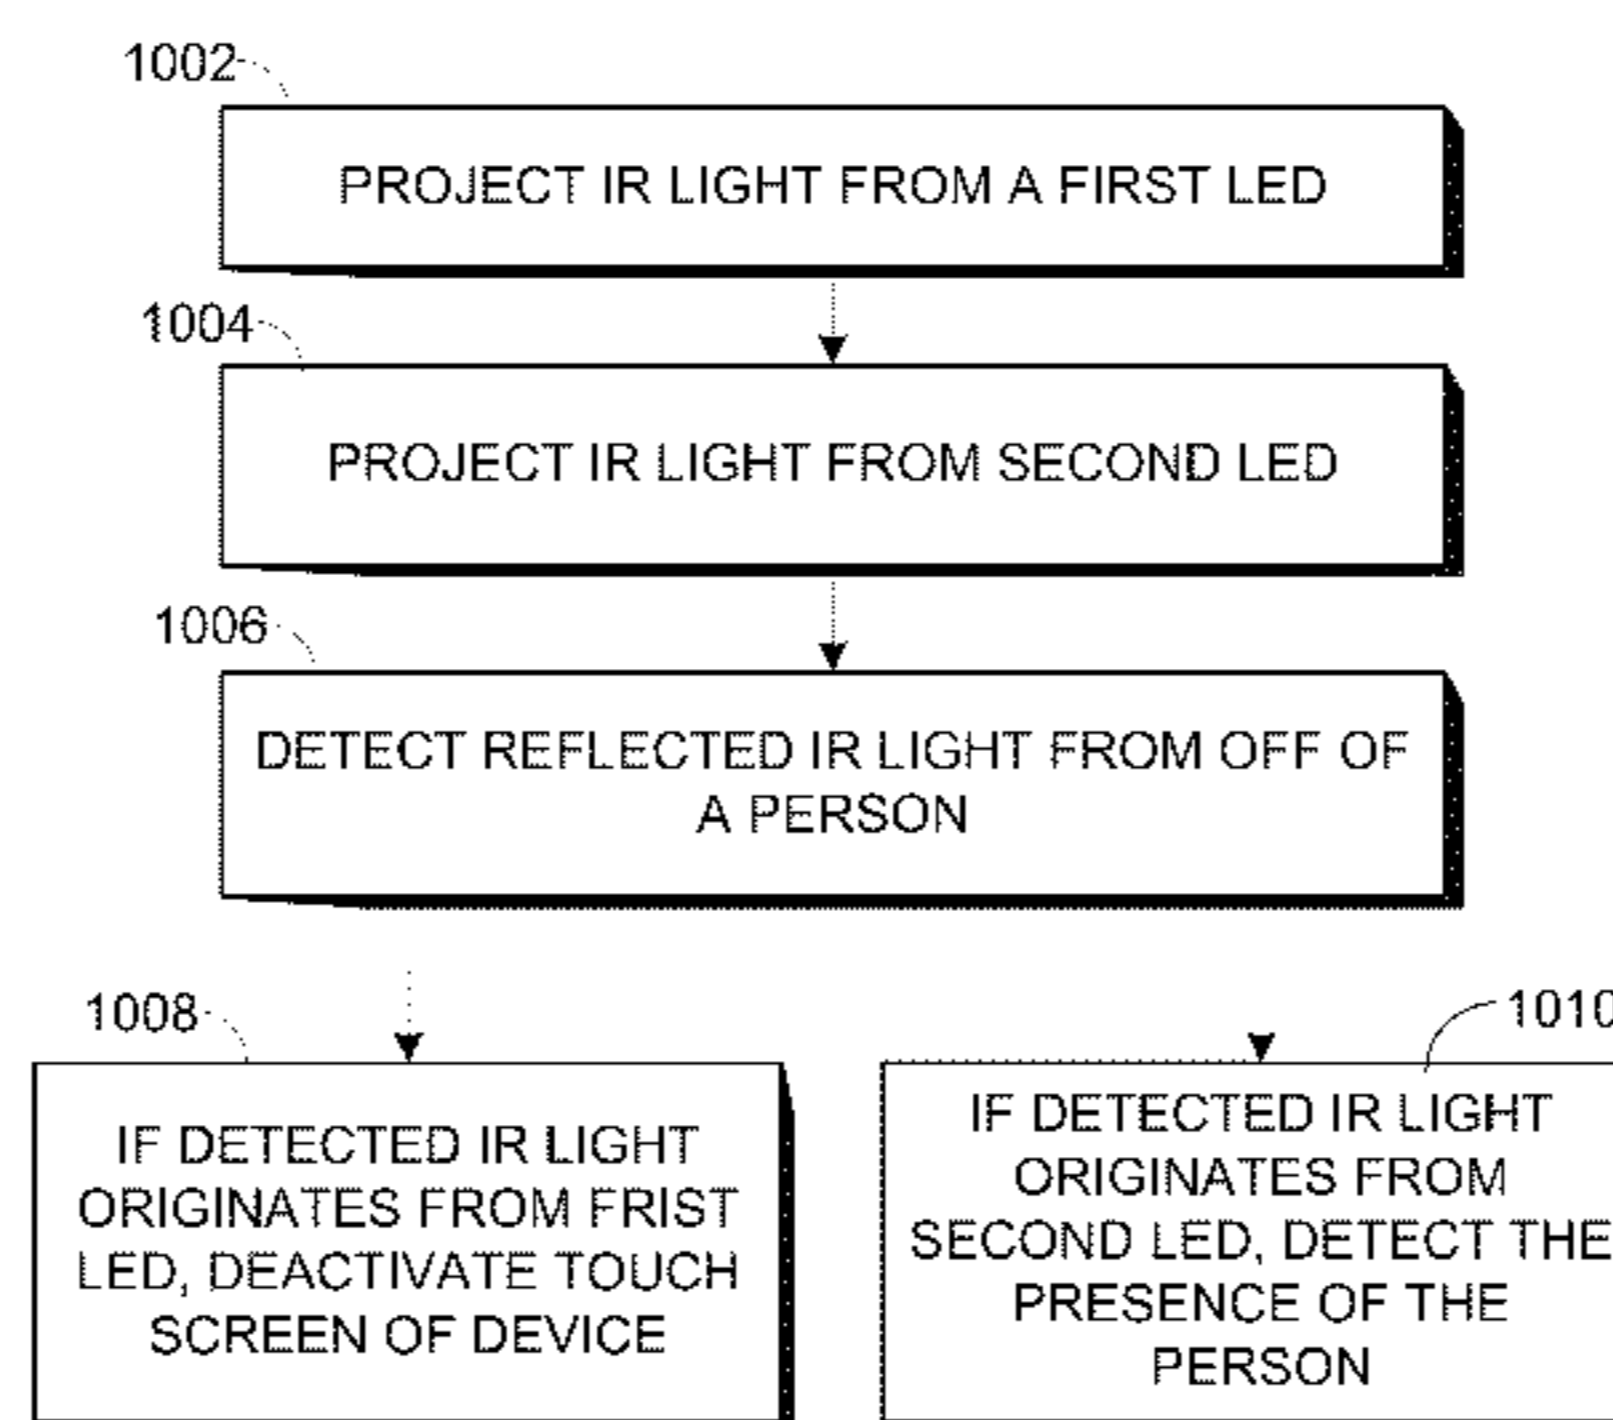 1002
PROJECT IR LIGHT FROM A FIRST LED
1004
PROJECT IR LIGHT FROM SECOND LED
1006
DETECT REFLECTED IR LIGHT FROM OFF OF
A PERSON
1008
IF DETECTED IR LIGHT
ORIGINATES FROM FRIST
LED, DEACTIVATE TOUCH
SCREEN OF DEVICE
1010
IF DETECTED IR LIGHT
ORIGINATES FROM
SECOND LED, DETECT THE
PRESENCE OF THE
PERSON